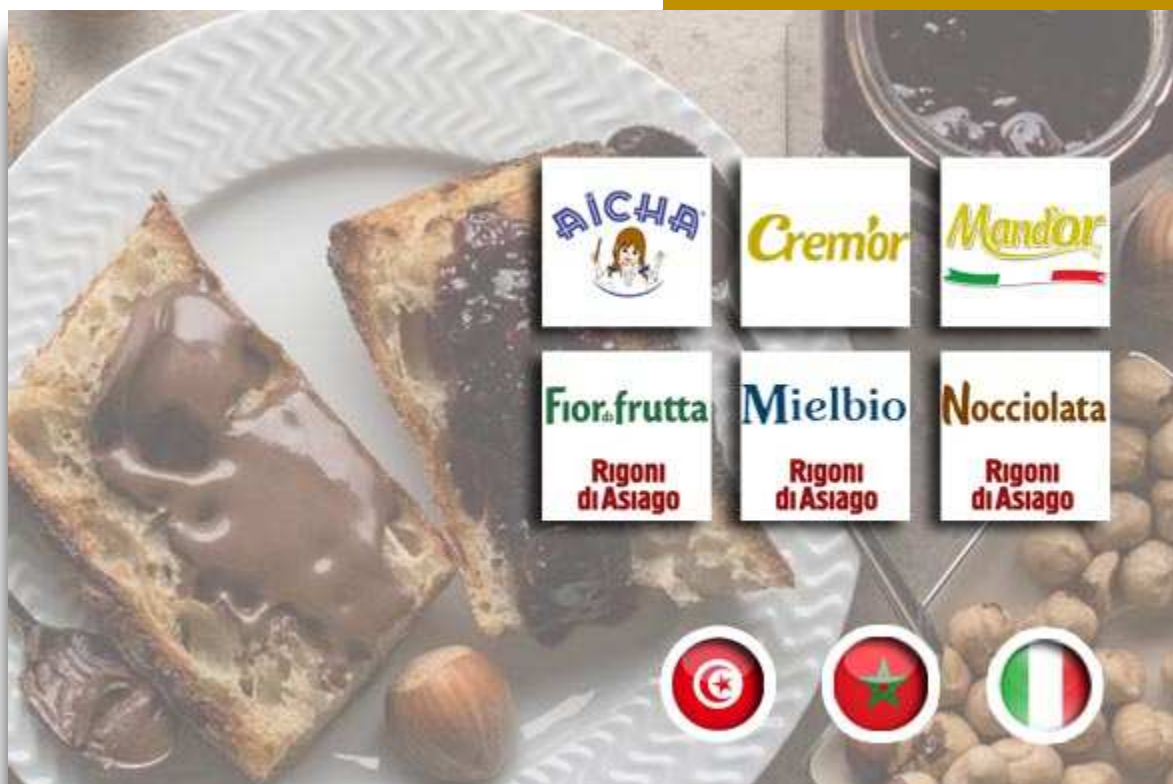 AICHA
Crem'or
Mand'Or
Fior di frutta
Rigoni
di Asiago
Mielbio
Rigoni
di Asiago
Nocciolata
Rigoni
di Asiago